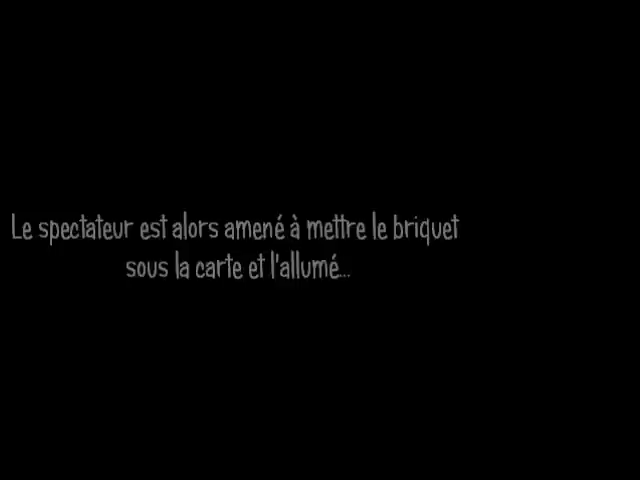 Le spectateur est alors amené à mettre le briquet
sous la carte et l'allumé...